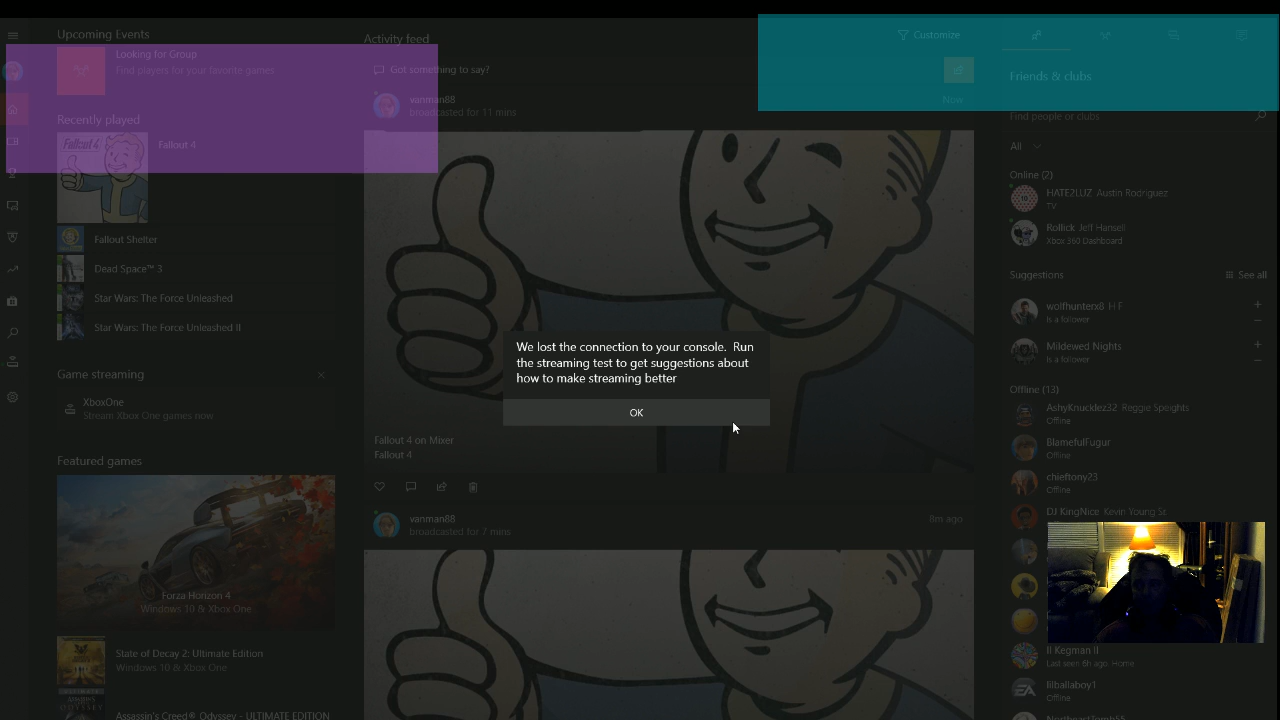 Upcoming Events
Looking for Group
Find players for your favorite games
Recently played
Fallout 4
Fallout 4
Fallout Shelter
Dead Space™ 3
Star Wars: The Force Unleashed
Star Wars: The Force Unleashed II
Game streaming
XboxOne
Stream Xbox One games now
Featured games
Forza Horizon 4
Windows 10 & Xbox One
State of Decay 2: Ultimate Edition
Windows 10 & Xbox One
Assassin's Creed® Odyssey - ULTIMATE EDITION
Activity feed
Customize
Got something to say?
vanman88
broadcasted for 11 mins
Now
We lost the connection to your console. Run
the streaming test to get suggestions about
how to make streaming better
OK
Fallout 4 on Mixer
Fallout 4
vanman88
broadcasted for 7 mins
8m ago
Friends & clubs
Find people or clubs
All
Online (2)
HATE2LUZ Austin Rodriguez
TV
Rollick Jeff Hansell
Xbox 360 Dashboard
Suggestions
See all
wolfhunterx8 H F
Is a follower
Mildewed Nights
Is a follower
Offline (13)
AshyKnucklez32 Reggie Speights
Offline
BlamefulFugur
Offline
chieftony23
Offline
DJ KingNice Kevin Young Sr.
II Kegman II
Last seen 6h ago: Home
EA
lilballaboy1
Offline